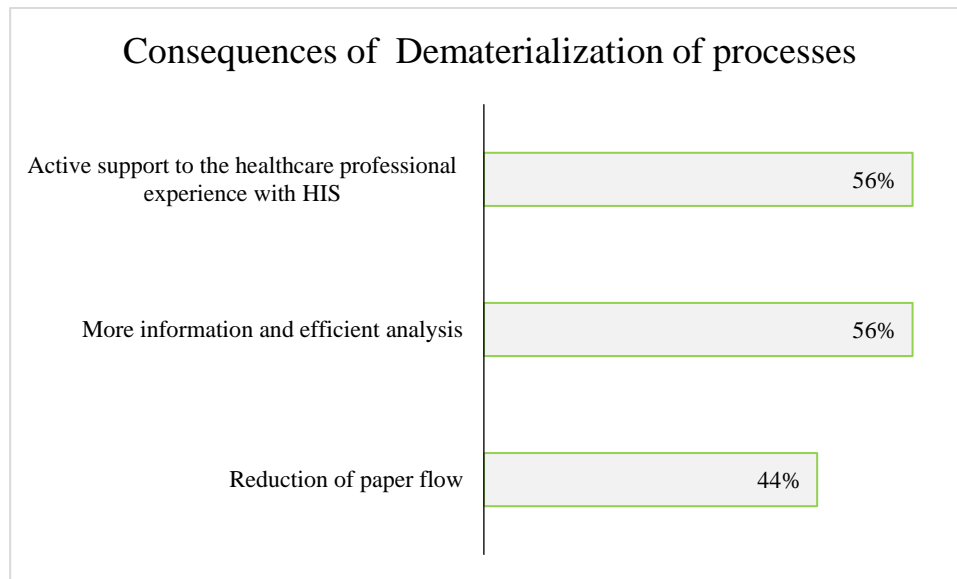 Consequences of  Dematerialization of processes
Active support to the healthcare professional
experience with HIS
56%
More information and efficient analysis
56%
Reduction of paper flow
44%